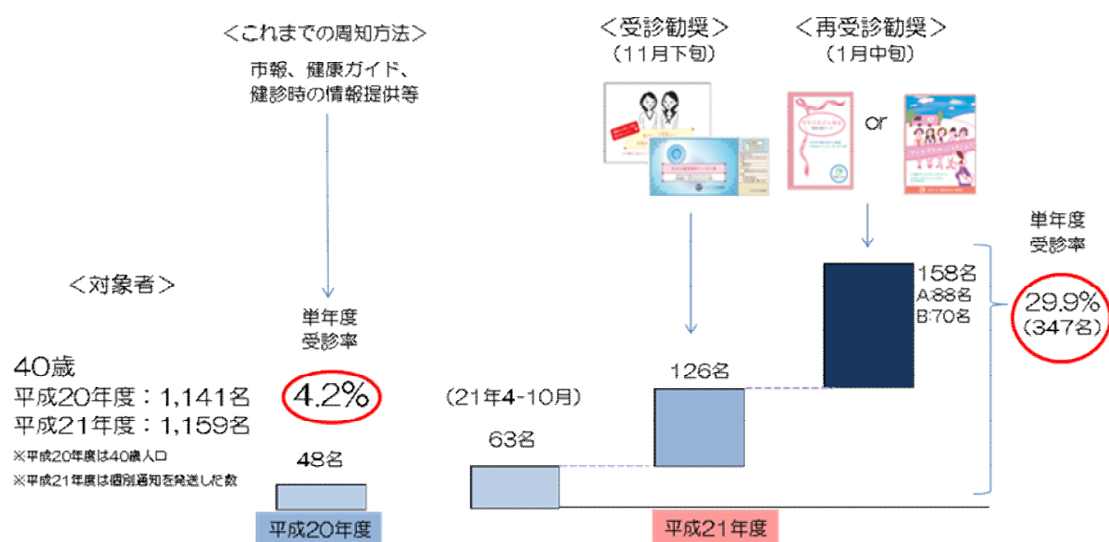 ＜これまでの周知方法＞
市報、健康ガイド、
健診時の情報提供等
＜受診勧奨＞
（11月下旬）
＜再受診勧奨＞
（1月中旬）
or
＜対象者＞
40歳
平成20年度：1,141名
平成21年度：1,159名
※平成20年度は40歳人口
※平成21年度は個別通知を発送した数
単年度
受診率
4.2%
48名
平成20年度
（21年4-10月）
63名
126名
158名
A:88名
B:70名
平成21年度
単年度
受診率
29.9%
(347名)